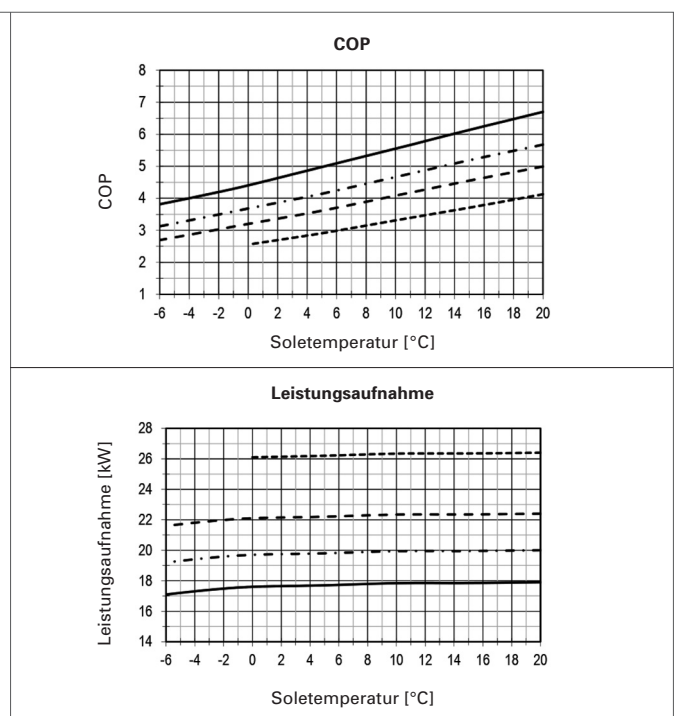 COP
8
7
6
5
4
3
2
1
COP
-6 -4 -2 0 2 4 6 8 10 12 14 16 18 20
Soletemperatur [°C]
Leistungsaufnahme
28
26
24
22
20
18
16
14
Leistungsaufnahme [kW]
-6 -4 -2 0 2 4 6 8 10 12 14 16 18 20
Soletemperatur [°C]